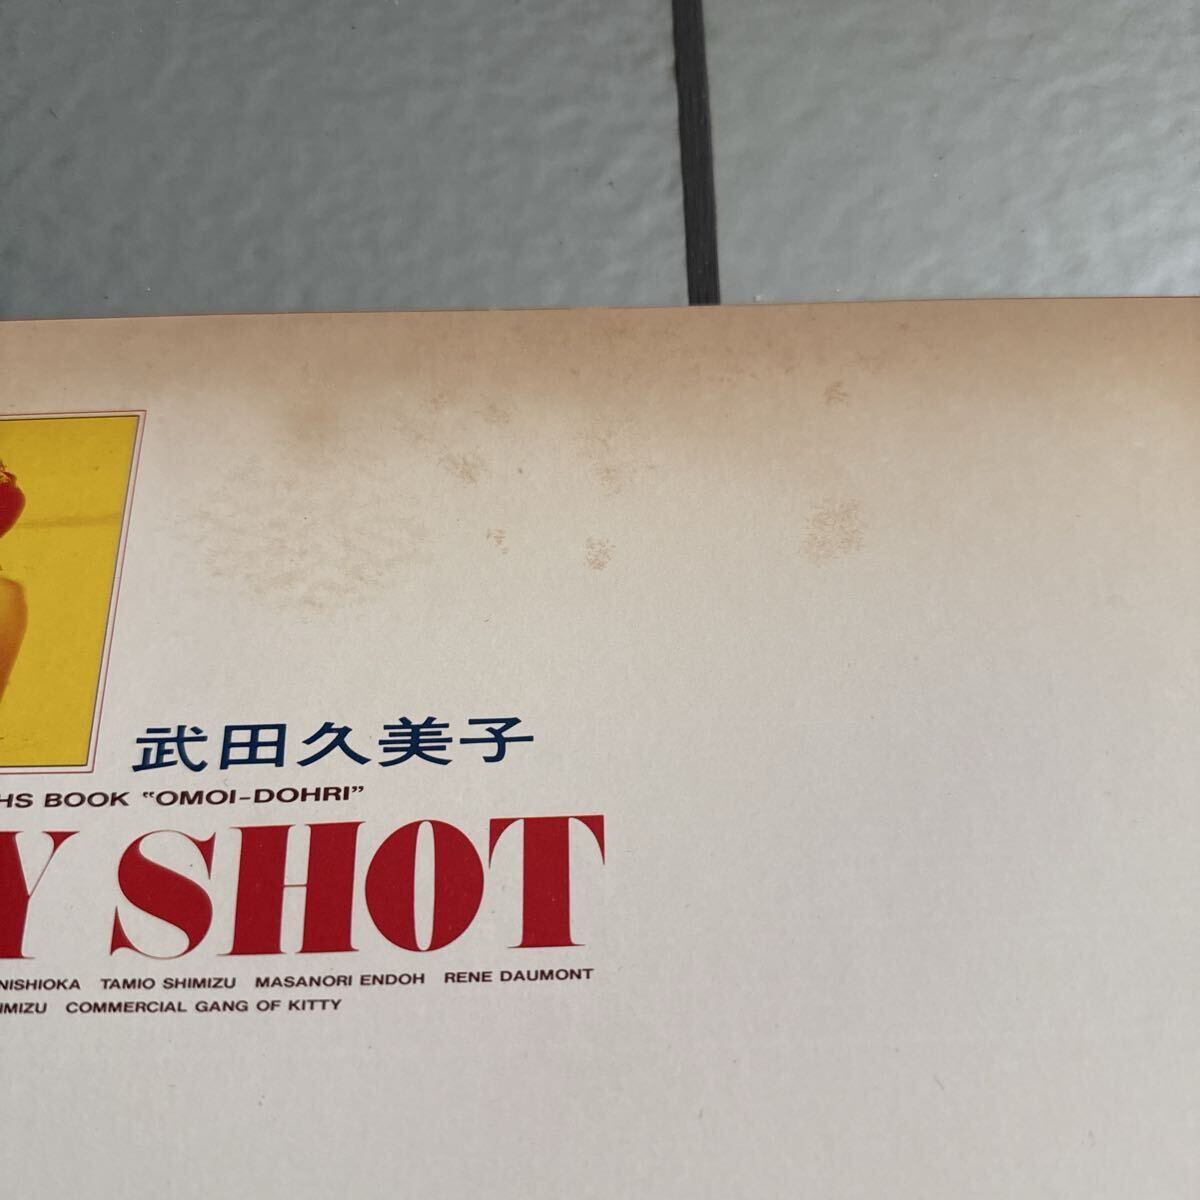 武田久美子
HS BOOK “OMOI-DOHRI”
Y SHOT
NISHIOKA TAMIO SHIMIZU MASANORI ENDOH RENE DAUMONT
IMIZU COMMERCIAL GANG OF KITTY